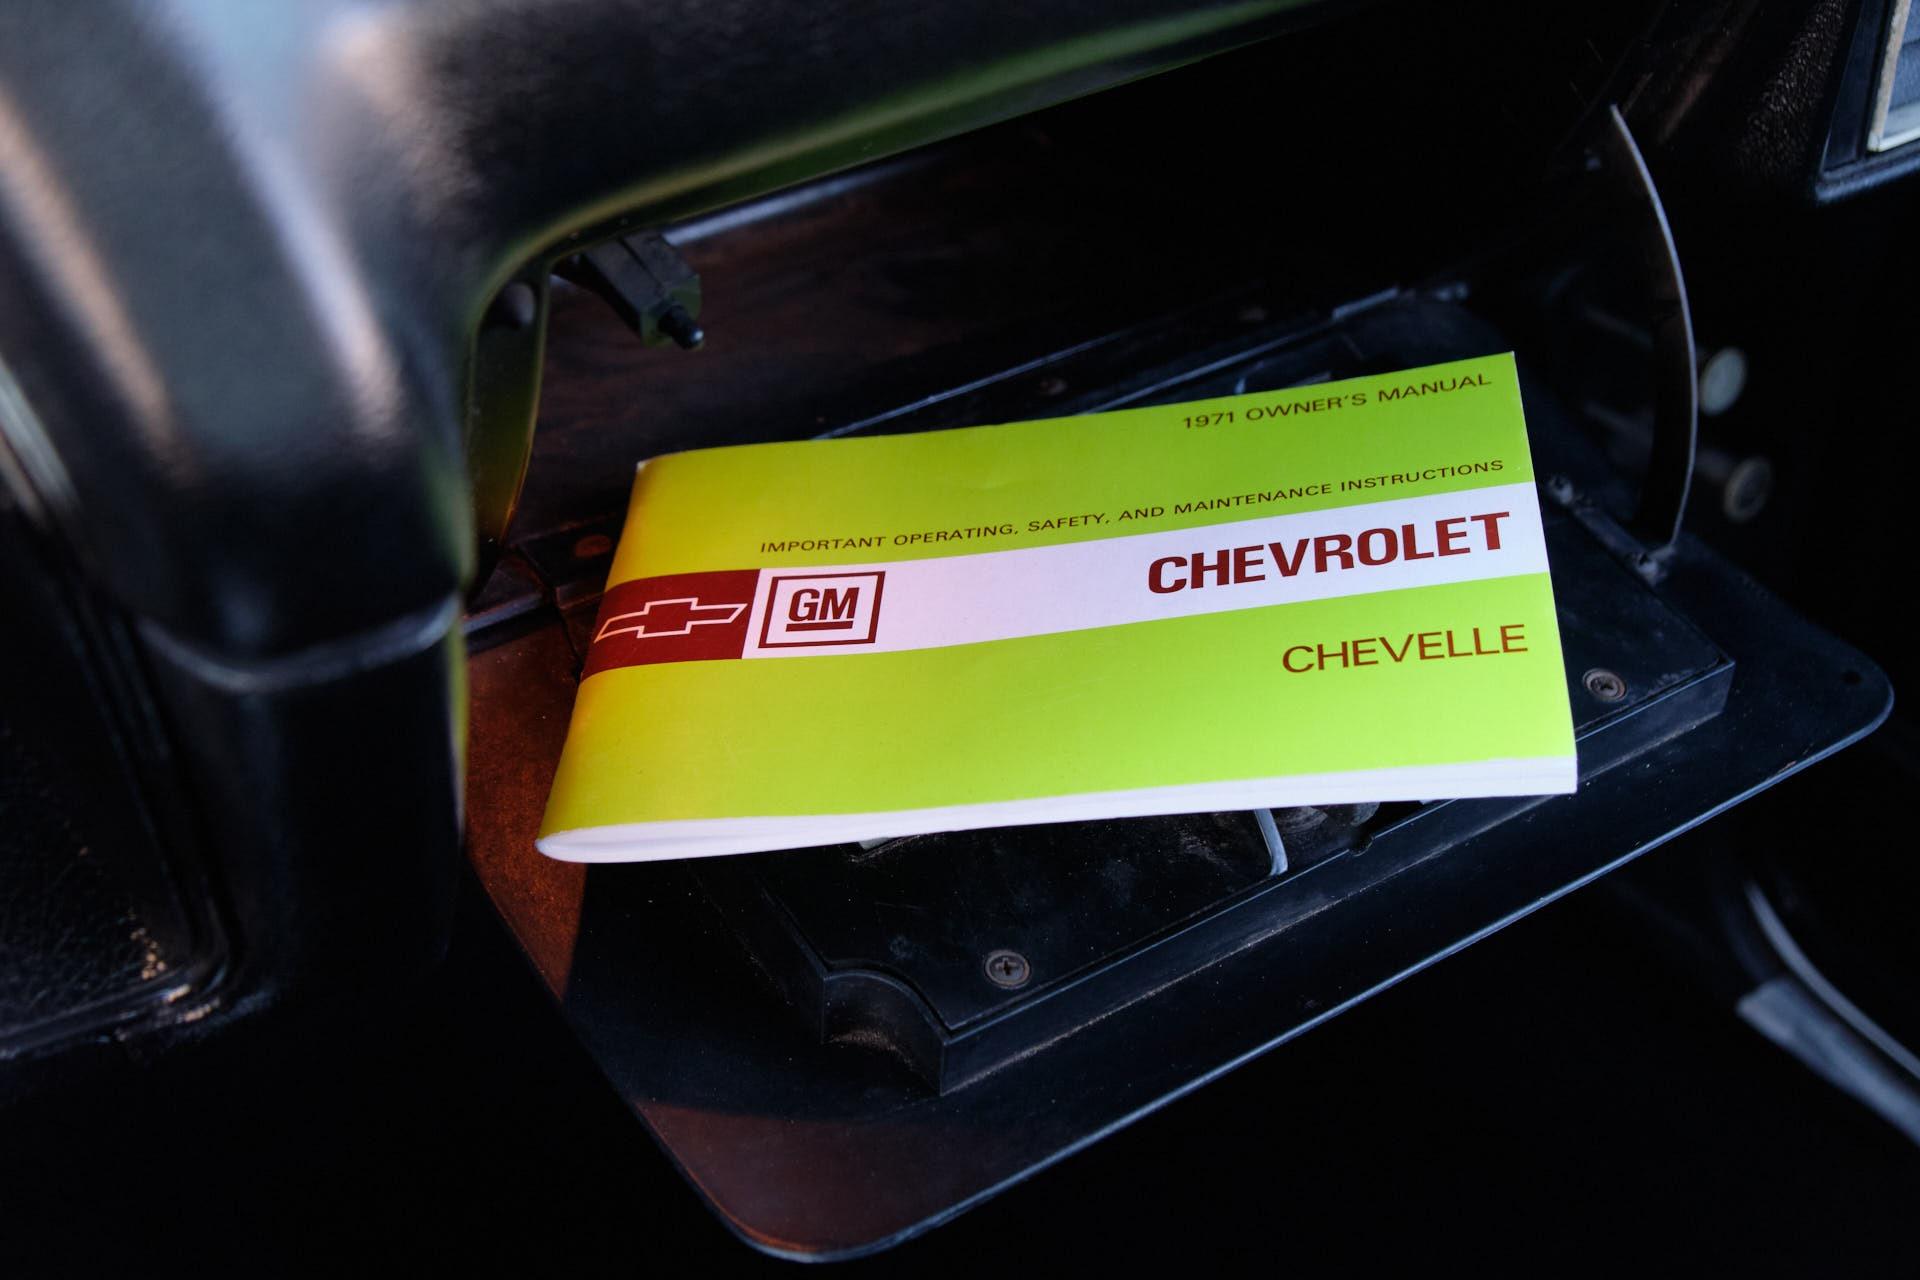 1971 OWNER'S MANUAL
IMPORTANT OPERATING, SAFETY, AND MAINTENANCE INSTRUCTIONS
GM
CHEVROLET
CHEVELLE